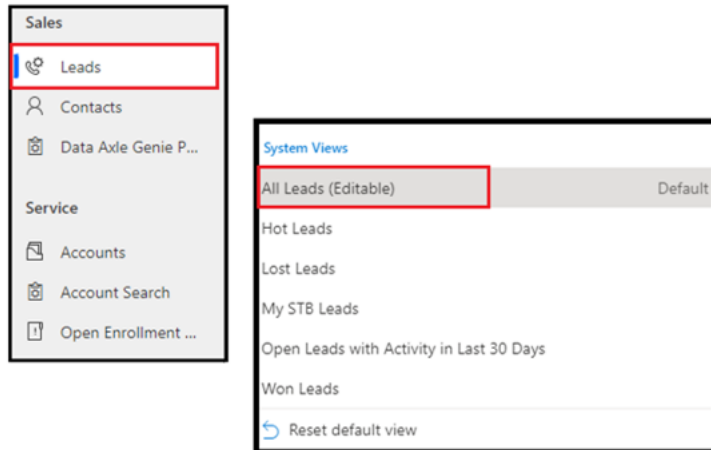 Sales
Leads
Contacts
Data Axle Genie P...
Service
Accounts
Account Search
Open Enrollment ...
System Views
All Leads (Editable) Default
Hot Leads
Lost Leads
My STB Leads
Open Leads with Activity in Last 30 Days
Won Leads
Reset default view